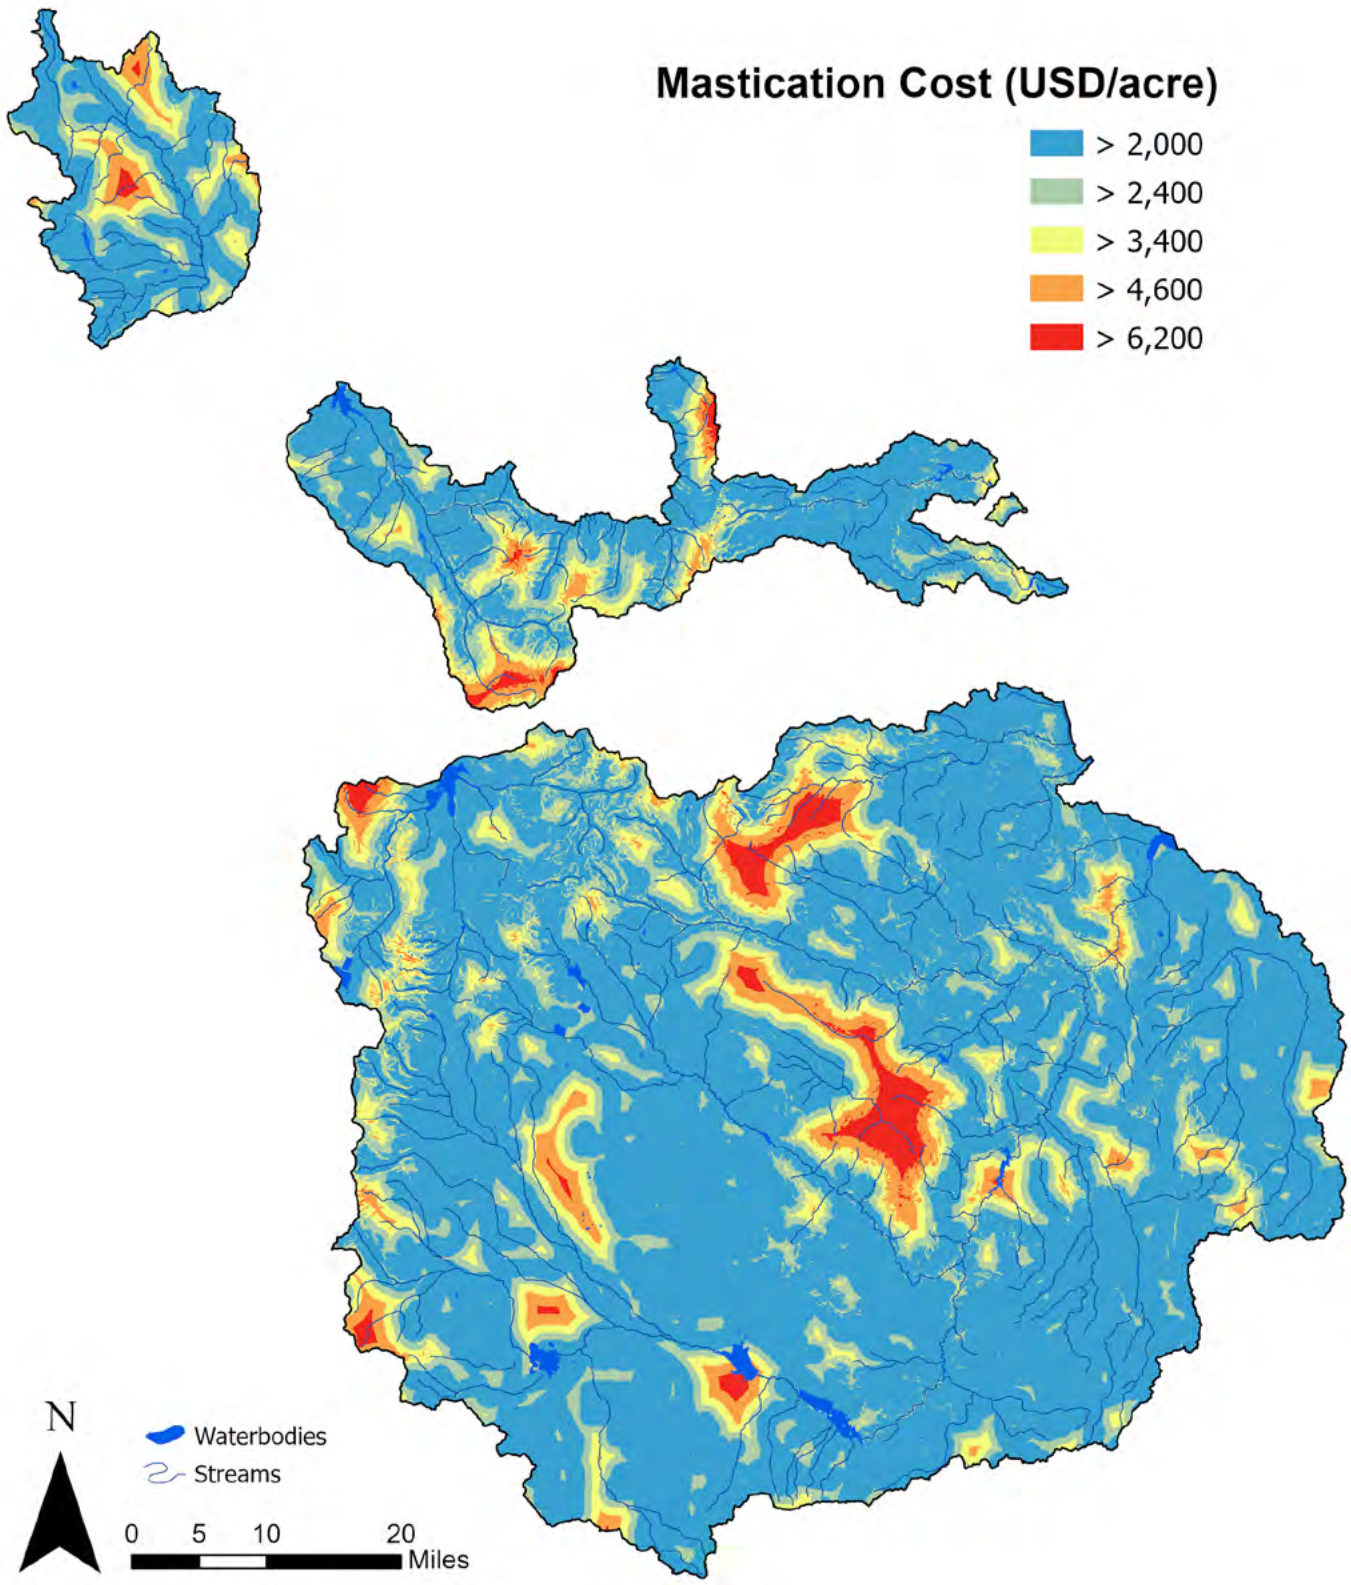 Mastication Cost (USD/acre)
> 2,000
> 2,400
> 3,400
> 4,600
> 6,200
N
Waterbodies
Streams
0 5 10 20
Miles